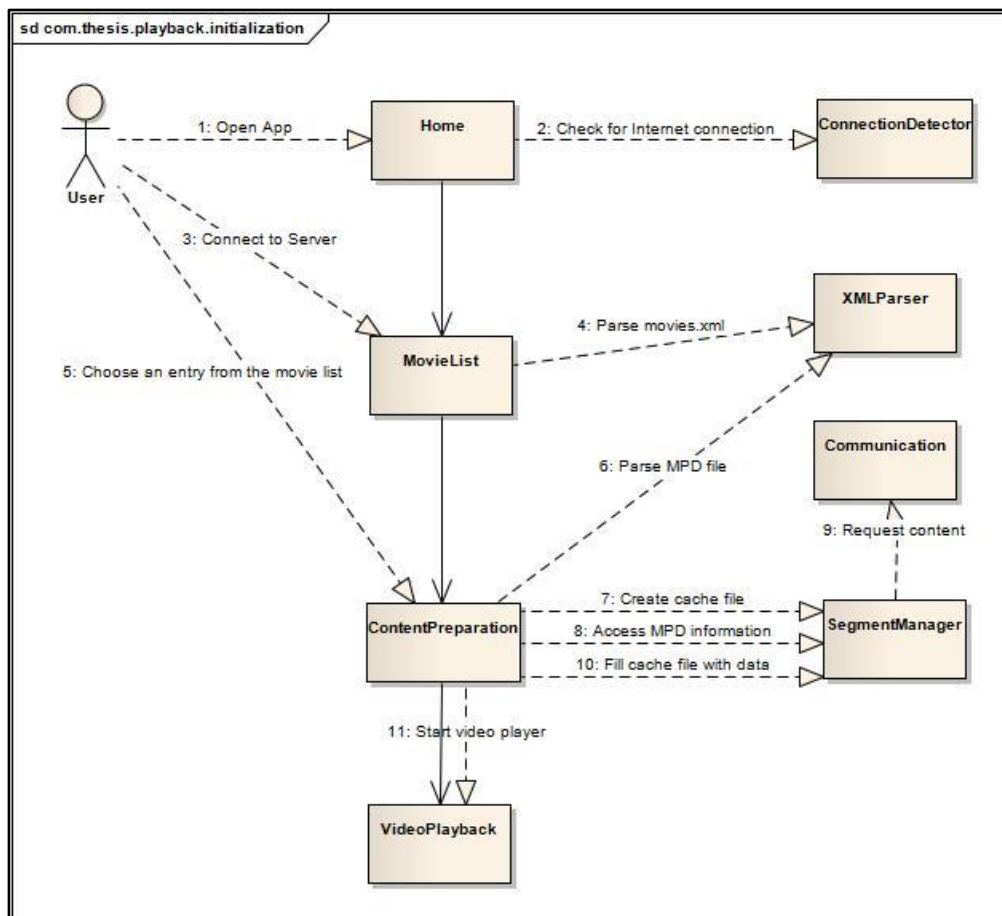 sd com.thesis.playback.initialization
User
1: Open App
Home
2: Check for Internet connection
ConnectionDetector
3: Connect to Server
MovieList
4: Parse movies.xml
XMLParser
5: Choose an entry from the movie list
6: Parse MPD file
Communication
9: Request content
ContentPreparation
7: Create cache file
8: Access MPD information
10: Fill cache file with data
SegmentManager
11: Start video player
VideoPlayback